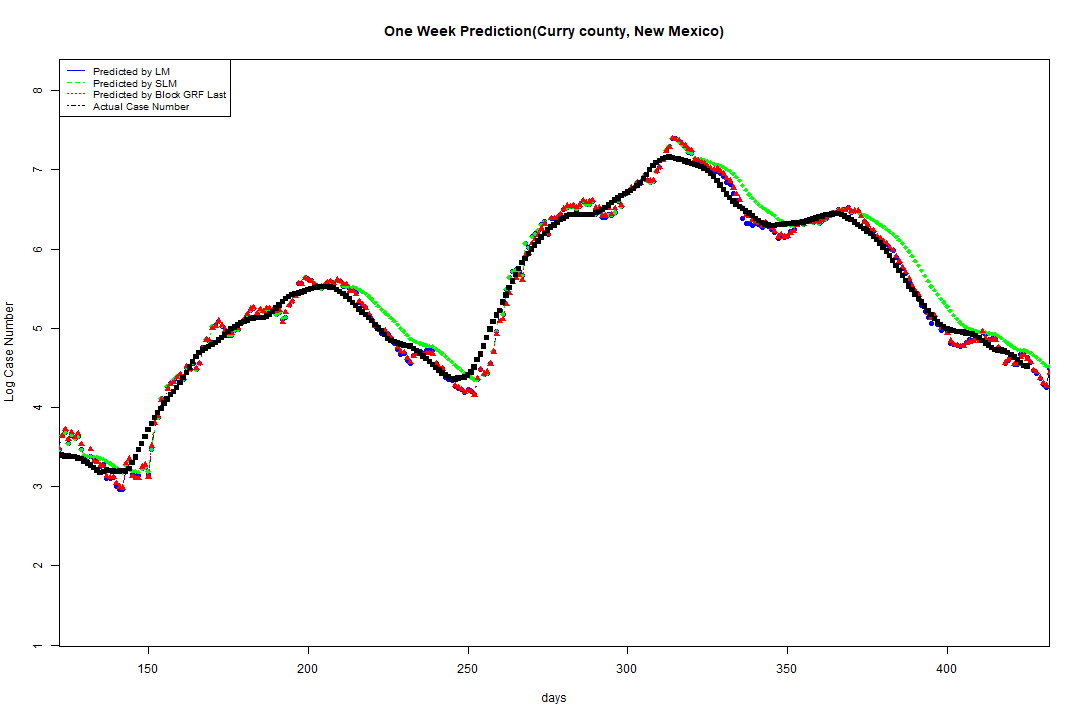 One Week Prediction(Curry county, New Mexico)
Predicted by LM
Predicted by SLM
Predicted by Block GRF Last
Actual Case Number
8
7
6
5
4
3
2
1
Log Case Number
150 200 250 300 350 400
days